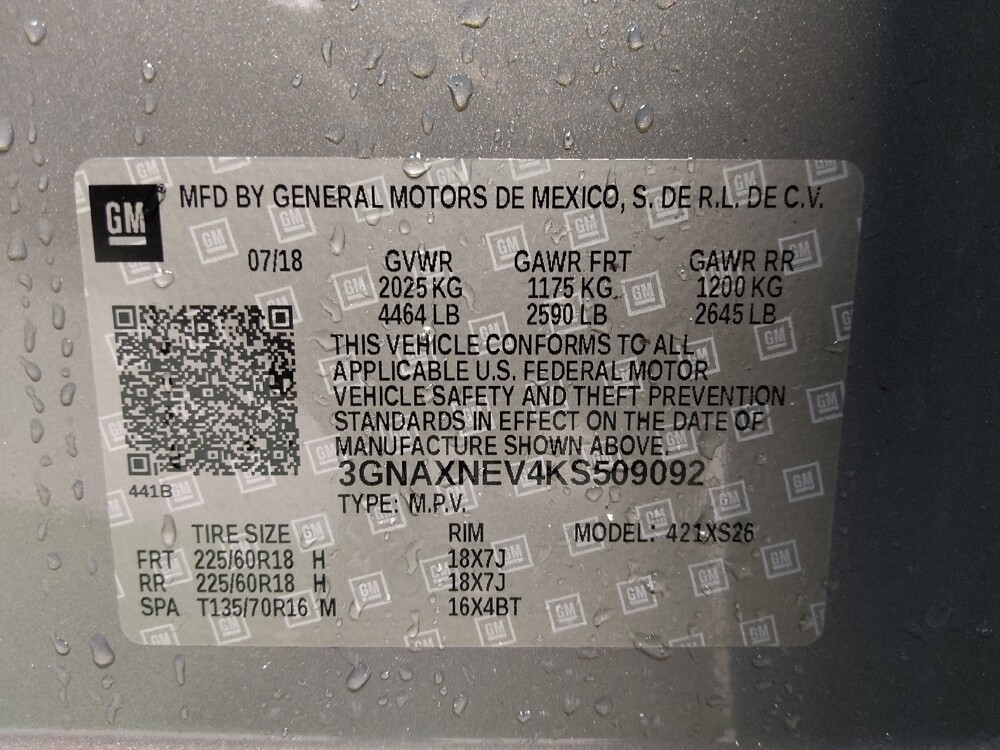 GM
MFD BY GENERAL MOTORS DE MEXICO, S. DE R.L. DE C.V.
07/18 GVWR GAWR FRT GAWR RR
2025 KG 1175 KG 1200 KG
4464 LB 2590 LB 2645 LB
THIS VEHICLE CONFORMS TO ALL
APPLICABLE U.S. FEDERAL MOTOR
VEHICLE SAFETY AND THEFT PREVENTION
STANDARDS IN EFFECT ON THE DATE OF
MANUFACTURE SHOWN ABOVE.
3GNAXNEV4KS509092
441B
TYPE: M.P.V.
TIRE SIZE RIM MODEL: 421XS26
FRT 225/60R18 H 18X7J
RR 225/60R18 H 18X7J
SPA T135/70R16 M 16X4BT